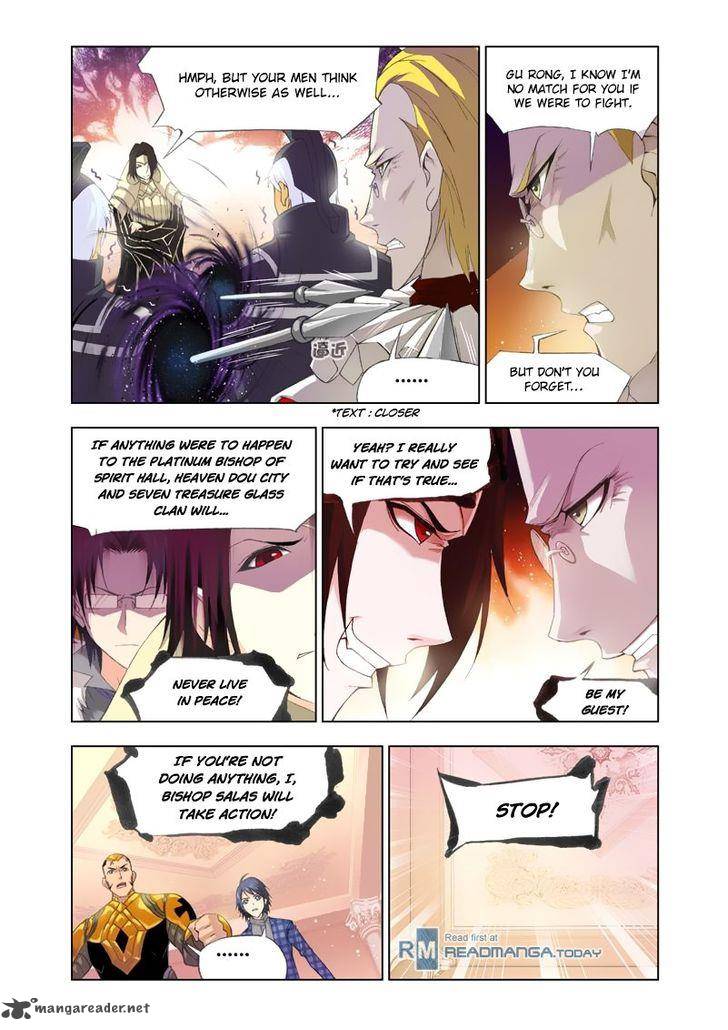 HMPH, BUT YOUR MEN THINK
OTHERWISE AS WELL...
逼近
......
*TEXT : CLOSER
GU RONG, I KNOW I'M
NO MATCH FOR YOU IF
WE WERE TO FIGHT.
BUT DON'T YOU
FORGET...
IF ANYTHING WERE TO HAPPEN
TO THE PLATINUM BISHOP OF
SPIRIT HALL, HEAVEN DOU CITY
AND SEVEN TREASURE GLASS
CLAN WILL...
NEVER LIVE
IN PEACE!
YEAH? I REALLY
WANT TO TRY AND SEE
IF THAT'S TRUE...
BE MY
GUEST!
IF YOU'RE NOT
DOING ANYTHING, I,
BISHOP SALAS WILL
TAKE ACTION!
......
STOP!
RM
Read first at
READMANGA.TODAY
mangareader.net